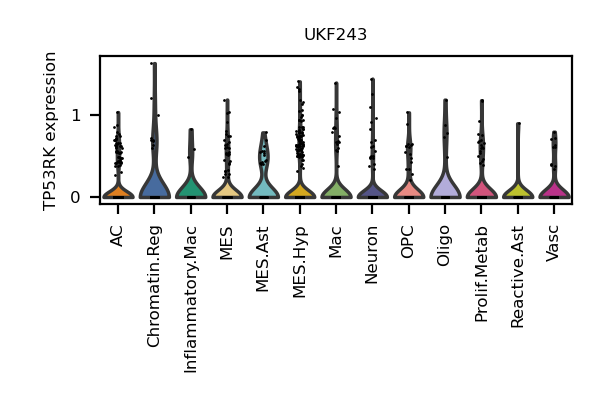 UKF243
TP53RK expression
1
0
AC
Chromatin.Reg
Inflammatory.Mac
MES
MES.Ast
MES.Hyp
Mac
Neuron
OPC
Oligo
Prolif.Metab
Reactive.Ast
Vasc